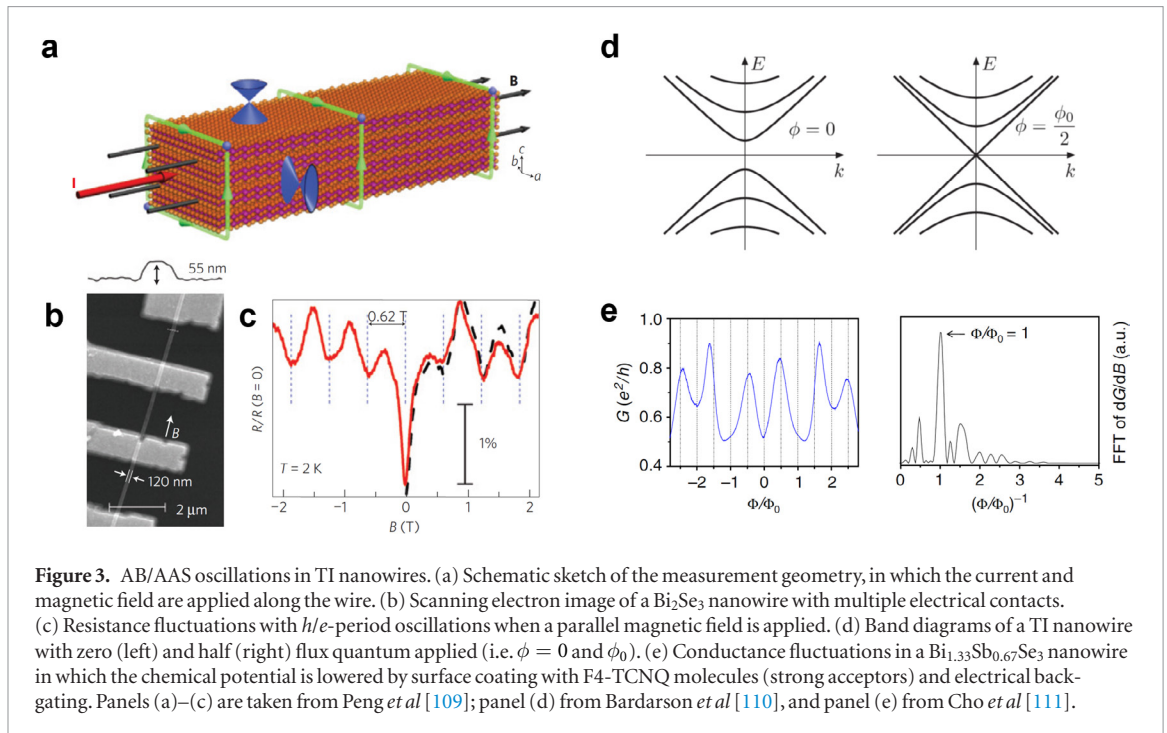 a
B
c
b
a
I
55 nm
b
B
120 nm
2 μm
c
R/R (B = 0)
0.62 T
1%
T = 2 K
−2
−1
0
1
2
B (T)
d
E
ϕ = 0
k
E
ϕ = ϕ0/2
k
e
G (e²/h)
1.0
0.8
0.6
0.4
−2
−1
0
1
2
Φ/Φ0
Φ/Φ0 = 1
FFT of dG/dB (a.u.)
0
1
2
3
4
5
(Φ/Φ0)⁻¹
Figure 3. AB/AAS oscillations in TI nanowires. (a) Schematic sketch of the measurement geometry, in which the current and
magnetic field are applied along the wire. (b) Scanning electron image of a Bi₂Se₃ nanowire with multiple electrical contacts.
(c) Resistance fluctuations with h/e-period oscillations when a parallel magnetic field is applied. (d) Band diagrams of a TI nanowire
with zero (left) and half (right) flux quantum applied (i.e. ϕ = 0 and ϕ₀). (e) Conductance fluctuations in a Bi₁.₃₃Sb₀.₆₇Se₃ nanowire
in which the chemical potential is lowered by surface coating with F4-TCNQ molecules (strong acceptors) and electrical back-
gating. Panels (a)–(c) are taken from Peng et al [109]; panel (d) from Bardarson et al [110], and panel (e) from Cho et al [111].